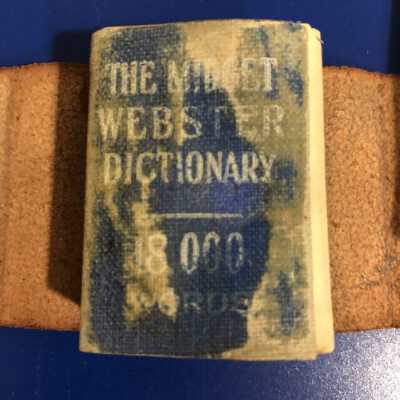 THE MIDGET
WEBSTER
DICTIONARY
18 000
WORDS